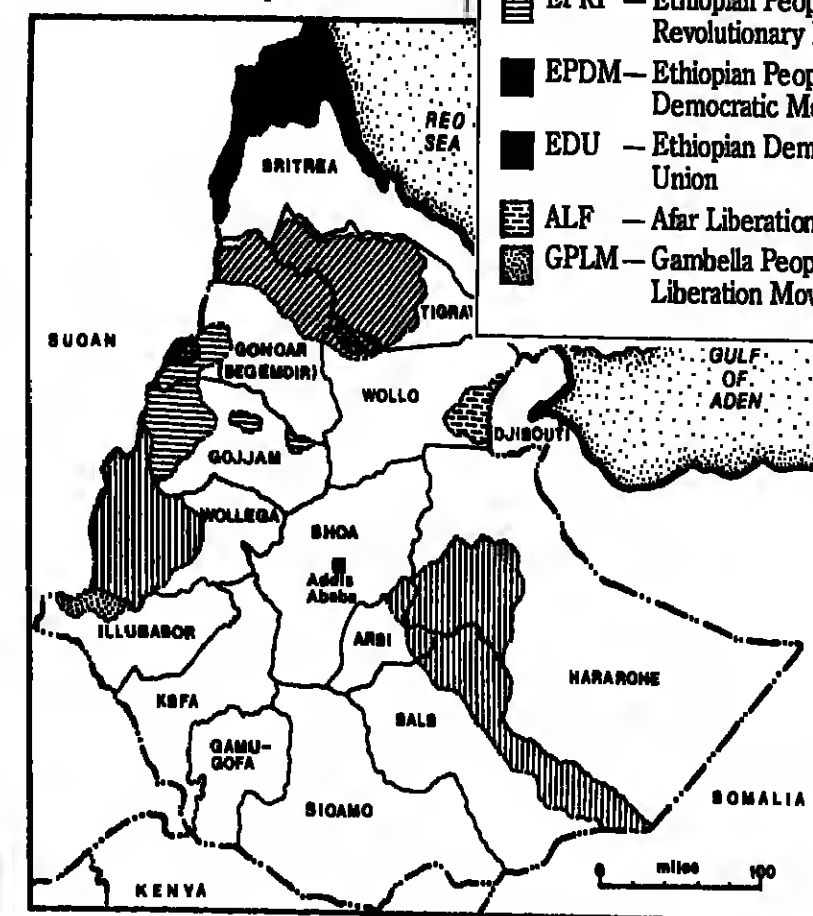 EPRP — Ethiopian Peop
Revolutionary
EPDM — Ethiopian Peop
Democratic Mo
EDU — Ethiopian Dem
Union
ALF — Afar Liberation
GPLM — Gambella Peop
Liberation Mov
RED
SEA
ERITREA
TIGRAY
SUDAN
GONDAR
(BEGEMDIR)
WOLLO
GULF
OF
ADEN
DJIBOUTI
GOJJAM
WOLLEGA
SHOA
Addis
Ababa
ILLUBABOR
ARSI
HARARGHE
KEFA
BALE
GAMU-
GOFA
SIDAMO
SOMALIA
miles
0 100
KENYA